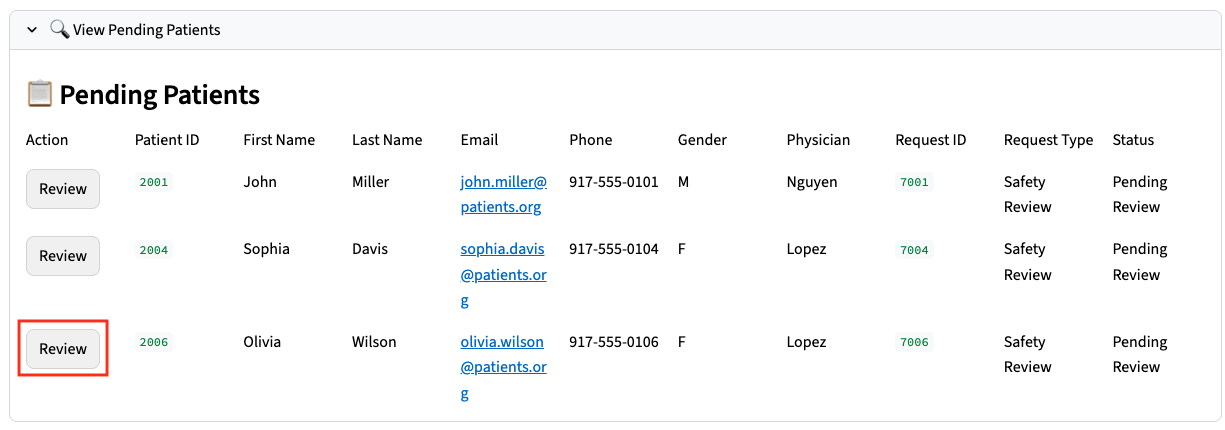 View Pending Patients
Pending Patients
Action Patient ID First Name Last Name Email Phone Gender Physician Request ID Request Type Status
Review 2001 John Miller john.miller@ 917-555-0101 M Nguyen 7001 Safety Pending
patients.org Review Review
Review 2004 Sophia Davis sophia.davis 917-555-0104 F Lopez 7004 Safety Pending
@patients.or Review Review
g
Review 2006 Olivia Wilson olivia.wilson 917-555-0106 F Lopez 7006 Safety Pending
@patients.or Review Review
g